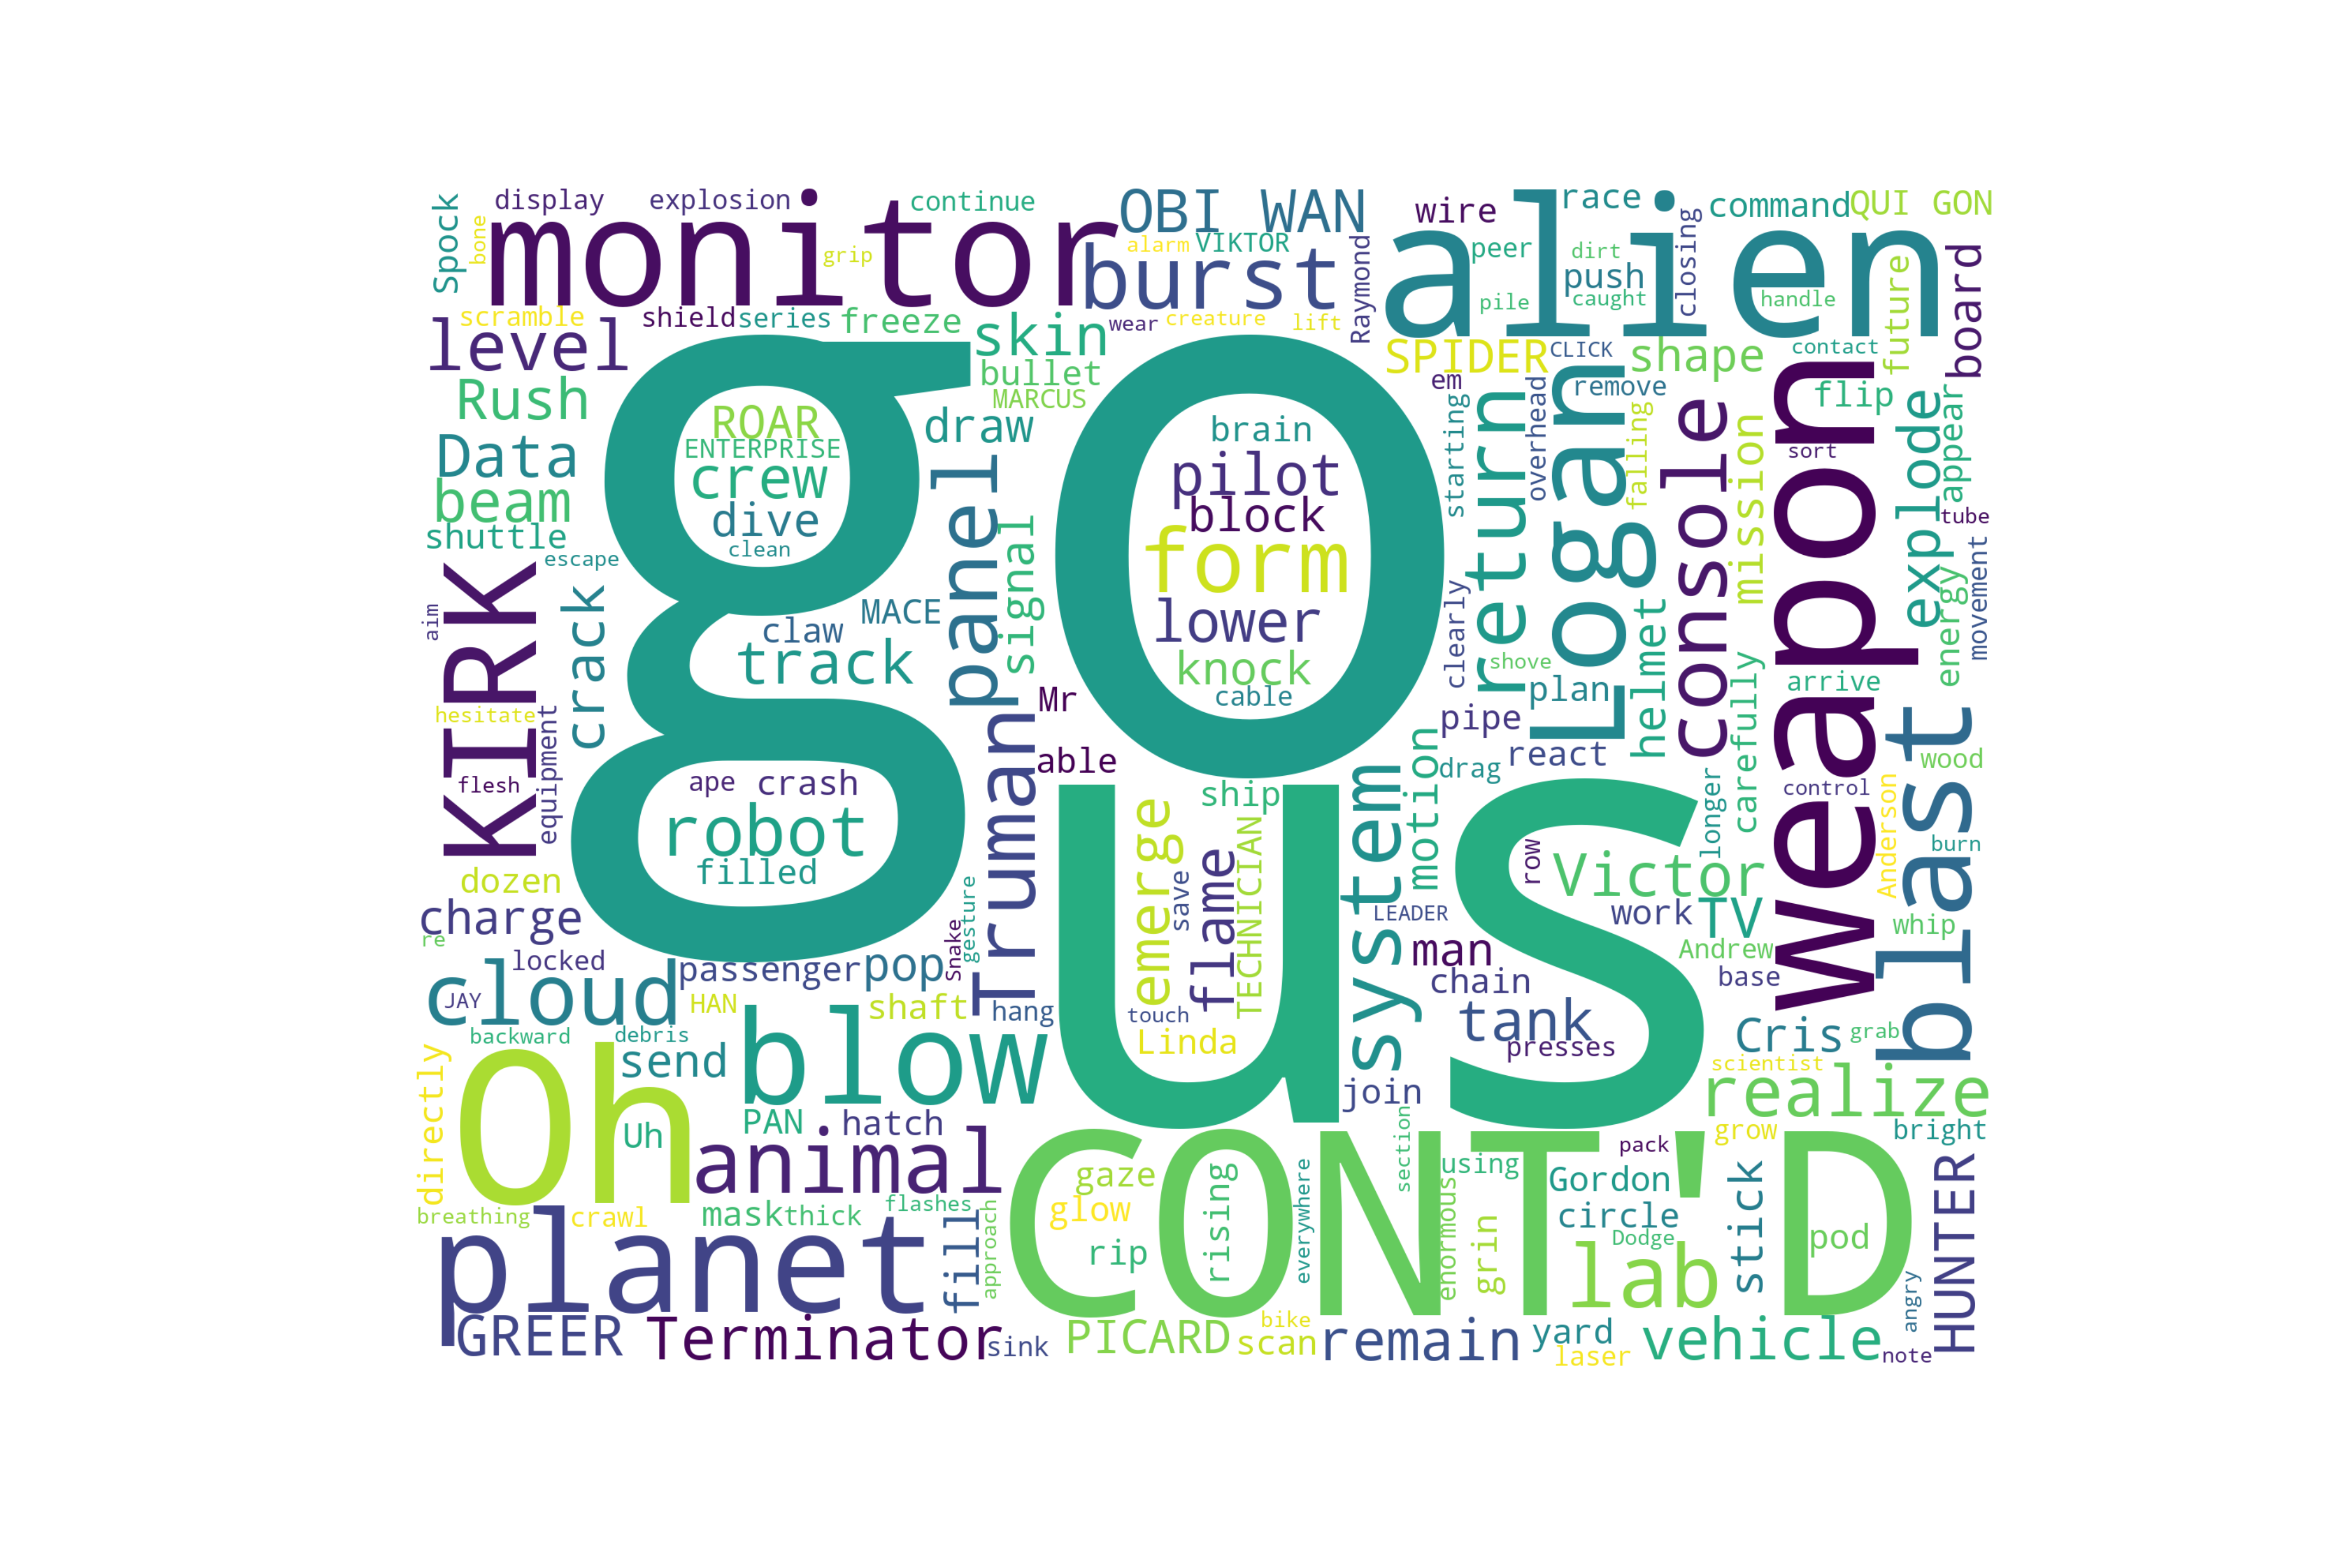 Spock
bone
display
explosion
continue
monitor
grip
OBI WAN
alarm
VIKTOR
burst
Raymond
alien
race
wire
peer
dirt
push
pile
caught
closing
command
QUI GON
handle
future
board
scramble
shield
series
freeze
wear
creature
lift
level
skin
bullet
MARCUS
SPIDER
CLICK
shape
contact
em
remove
flip
Rush
ROAR
ENTERPRISE
crew
dive
clean
draw
Data
beam
shuttle
escape
go
brain
pilot
block
form
lower
knock
cable
starting
overhead
falling
return
Logan
console
mission
weapon
sort
explode
appear
tube
energy
movement
KIRK
aim
crack
claw
MACE
track
panel
signal
Mr
able
clearly
shove
plan
helmet
carefully
arrive
pipe
react
drag
hesitate
equipment
flesh
ape
crash
robot
filled
Truman
us
ship
emerge
save
flame
TECHNICIAN
touch
Linda
system
motion
longer
row
Victor
control
Anderson
wood
burn
blast
dozen
charge
re
locked
gesture
Snake
LEADER
work
TV
man
Andrew
base
whip
chain
tank
presses
cloud
JAY
passenger
pop
HAN
shaft
hang
backward
debris
send
blow
Cris
grab
scientist
directly
Oh
Uh
PAN
hatch
join
realize
animal
CONT'D
section
using
pack
grow
bright
gaze
glow
rip
rising
everywhere
enormous
grin
Gordon
circle
Dodge
lab
stick
pod
HUNTER
angry
breathing
crawl
mask
thick
flashes
fill
approach
planet
GREER
Terminator
sink
PICARD
bike
scan
remain
yard
laser
vehicle
note